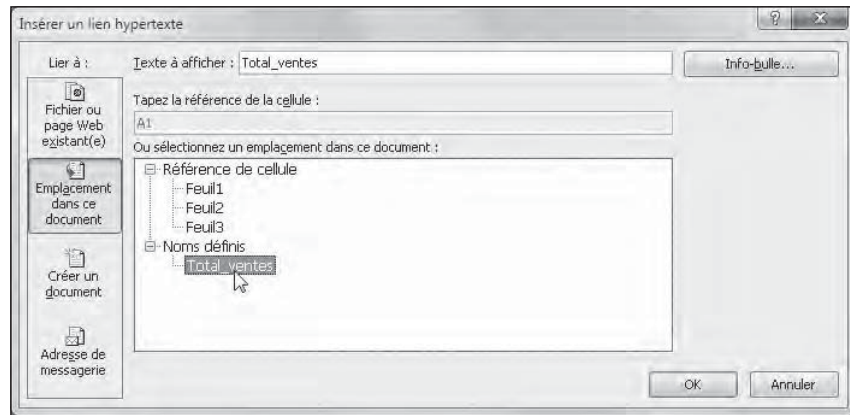 Insérer un lien hypertexte
Lier à :
Texte à afficher : Total_ventes
Info-bulle...
Fichier ou
page Web
existant(e)
Emplacement
dans ce
document
Créer un
document
Adresse de
messagerie
Tapez la référence de la cellule :
A1
Ou sélectionnez un emplacement dans ce document :
Référence de cellule
Feuil1
Feuil2
Feuil3
Noms définis
Total_ventes
OK
Annuler